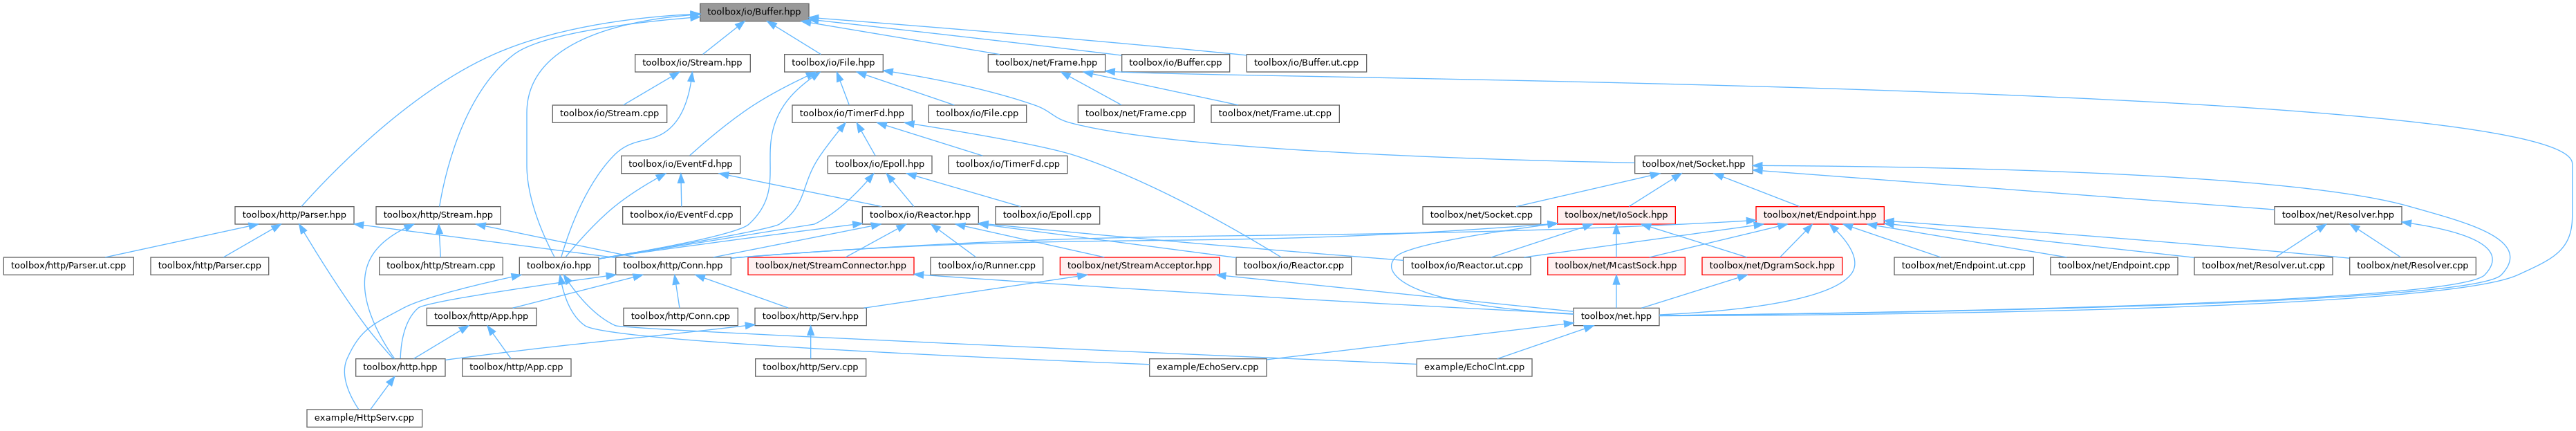 toolbox/io/Buffer.hpp
toolbox/io/Stream.hpp
toolbox/io/File.hpp
toolbox/net/Frame.hpp
toolbox/io/Buffer.cpp
toolbox/io/Buffer.ut.cpp
toolbox/io/Stream.cpp
toolbox/io/TimerFd.hpp
toolbox/io/File.cpp
toolbox/net/Frame.cpp
toolbox/net/Frame.ut.cpp
toolbox/io/EventFd.hpp
toolbox/io/Epoll.hpp
toolbox/io/TimerFd.cpp
toolbox/net/Socket.hpp
toolbox/http/Parser.hpp
toolbox/http/Stream.hpp
toolbox/io/EventFd.cpp
toolbox/io/Reactor.hpp
toolbox/io/Epoll.cpp
toolbox/net/Socket.cpp
toolbox/net/IoSock.hpp
toolbox/net/Endpoint.hpp
toolbox/net/Resolver.hpp
toolbox/http/Parser.ut.cpp
toolbox/http/Parser.cpp
toolbox/http/Stream.cpp
toolbox/io.hpp
toolbox/http/Conn.hpp
toolbox/net/StreamConnector.hpp
toolbox/io/Runner.cpp
toolbox/net/StreamAcceptor.hpp
toolbox/io/Reactor.cpp
toolbox/io/Reactor.ut.cpp
toolbox/net/McastSock.hpp
toolbox/net/DgramSock.hpp
toolbox/net/Endpoint.ut.cpp
toolbox/net/Endpoint.cpp
toolbox/net/Resolver.ut.cpp
toolbox/net/Resolver.cpp
toolbox/http/App.hpp
toolbox/http/Conn.cpp
toolbox/http/Serv.hpp
toolbox/net.hpp
toolbox/http.hpp
toolbox/http/App.cpp
toolbox/http/Serv.cpp
example/EchoServ.cpp
example/EchoClnt.cpp
example/HttpServ.cpp